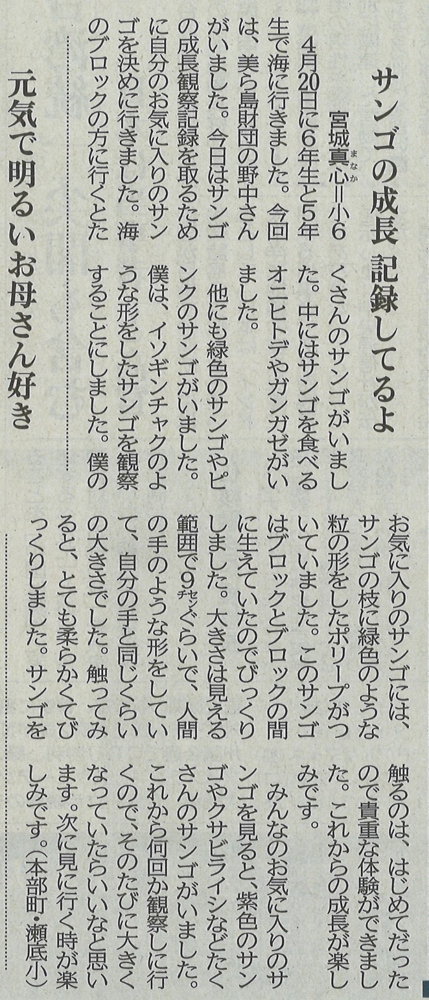 サンゴの成長 記録してるよ
宮城真心=小6
まなか
4月20日に6年生と5年
生で海に行きました。今回
は、美ら島財団の野中さん
がいました。今日はサンゴ
の成長観察記録を取るため
に自分のお気に入りのサン
ゴを決めに行きました。海
のブロックの方に行くとた
くさんのサンゴがいまし
た。中にはサンゴを食べる
オニヒトデやガンガゼがい
ました。
他にも緑色のサンゴやピ
ンクのサンゴがいました。
僕は、イソギンチャクのよ
うな形をしたサンゴを観察
することにしました。僕の
お気に入りのサンゴには、
サンゴの枝に緑色のような
粒の形をしたポリープがつ
いていました。このサンゴ
はブロックとブロックの間
に生えていたのでびっくり
しました。大きさは見える
範囲で9センチぐらいで、人間
の手のような形をしてい
て、自分の手と同じくらい
の大きさでした。触ってみ
ると、とても柔らかくてび
っくりしました。サンゴを
触るのは、はじめてだった
ので貴重な体験ができまし
た。これからの成長が楽し
みです。
みんなのお気に入りのサ
ンゴを見ると、紫色のサン
ゴやクサビライシなどたく
さんのサンゴがいました。
これから何回か観察しに行
くので、そのたびに大きく
なっていたらいいなと思い
ます。次に見に行く時が楽
しみです。(本部町・瀬底小)
元気で明るいお母さん好き